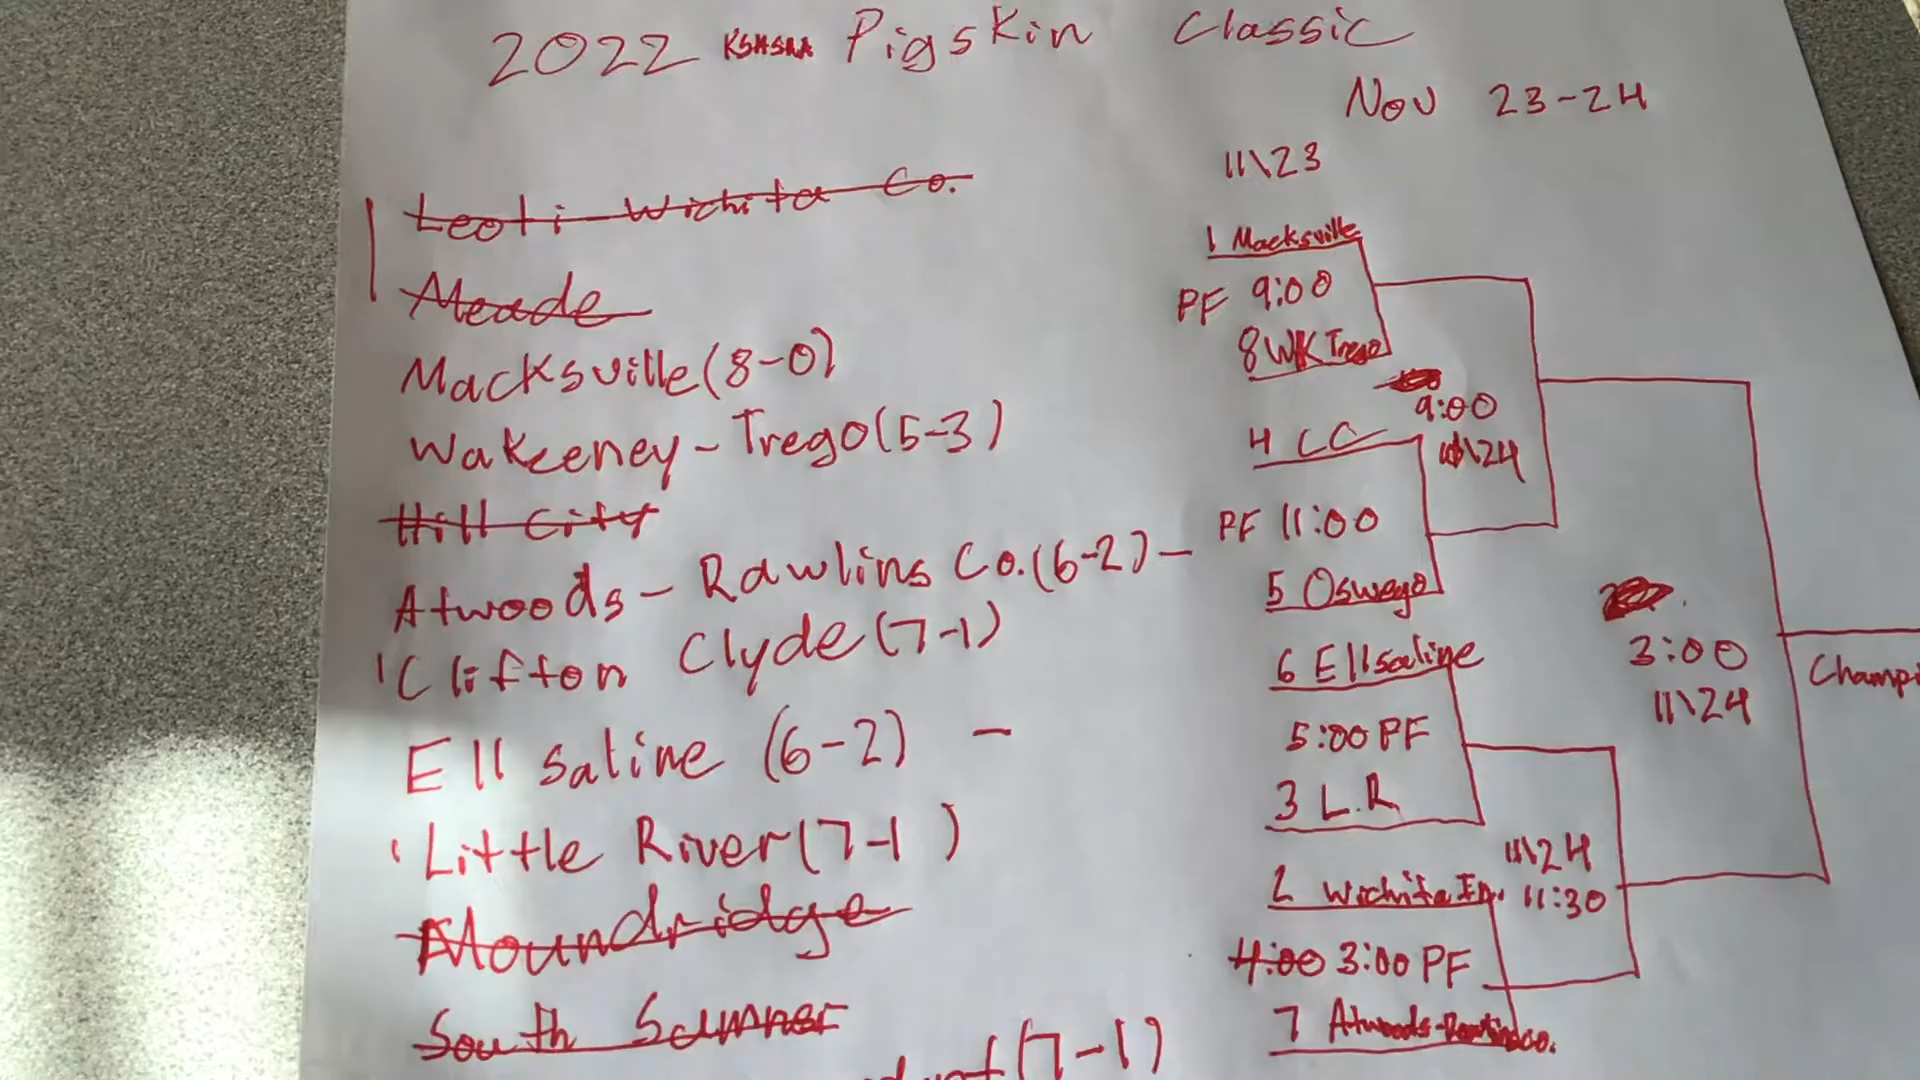 2022 KSHSAA Pigskin Classic
Nov 23-24
Leoti Wichita Co.
Meade
Macksville (8-0)
Wakeeney - Trego (5-3)
Hill City
Atwoods - Rawlins Co. (6-2) -
Clifton Clyde (7-1)
Ell saline (6-2) -
Little River (7-1)
Moundridge
South Sumner
(7-1)
11\23
1 Macksville
PF 9:00
8 WK Trego
9:00
11\24
4 CC
PF 11:00
5 Oswego
6 Ell saline
5:00 PF
3 L.R
11\24
11:30
2 Wichita In.
4:00 3:00 PF
7 Atwoods-Rawlins co.
3:00
11\24
Champi